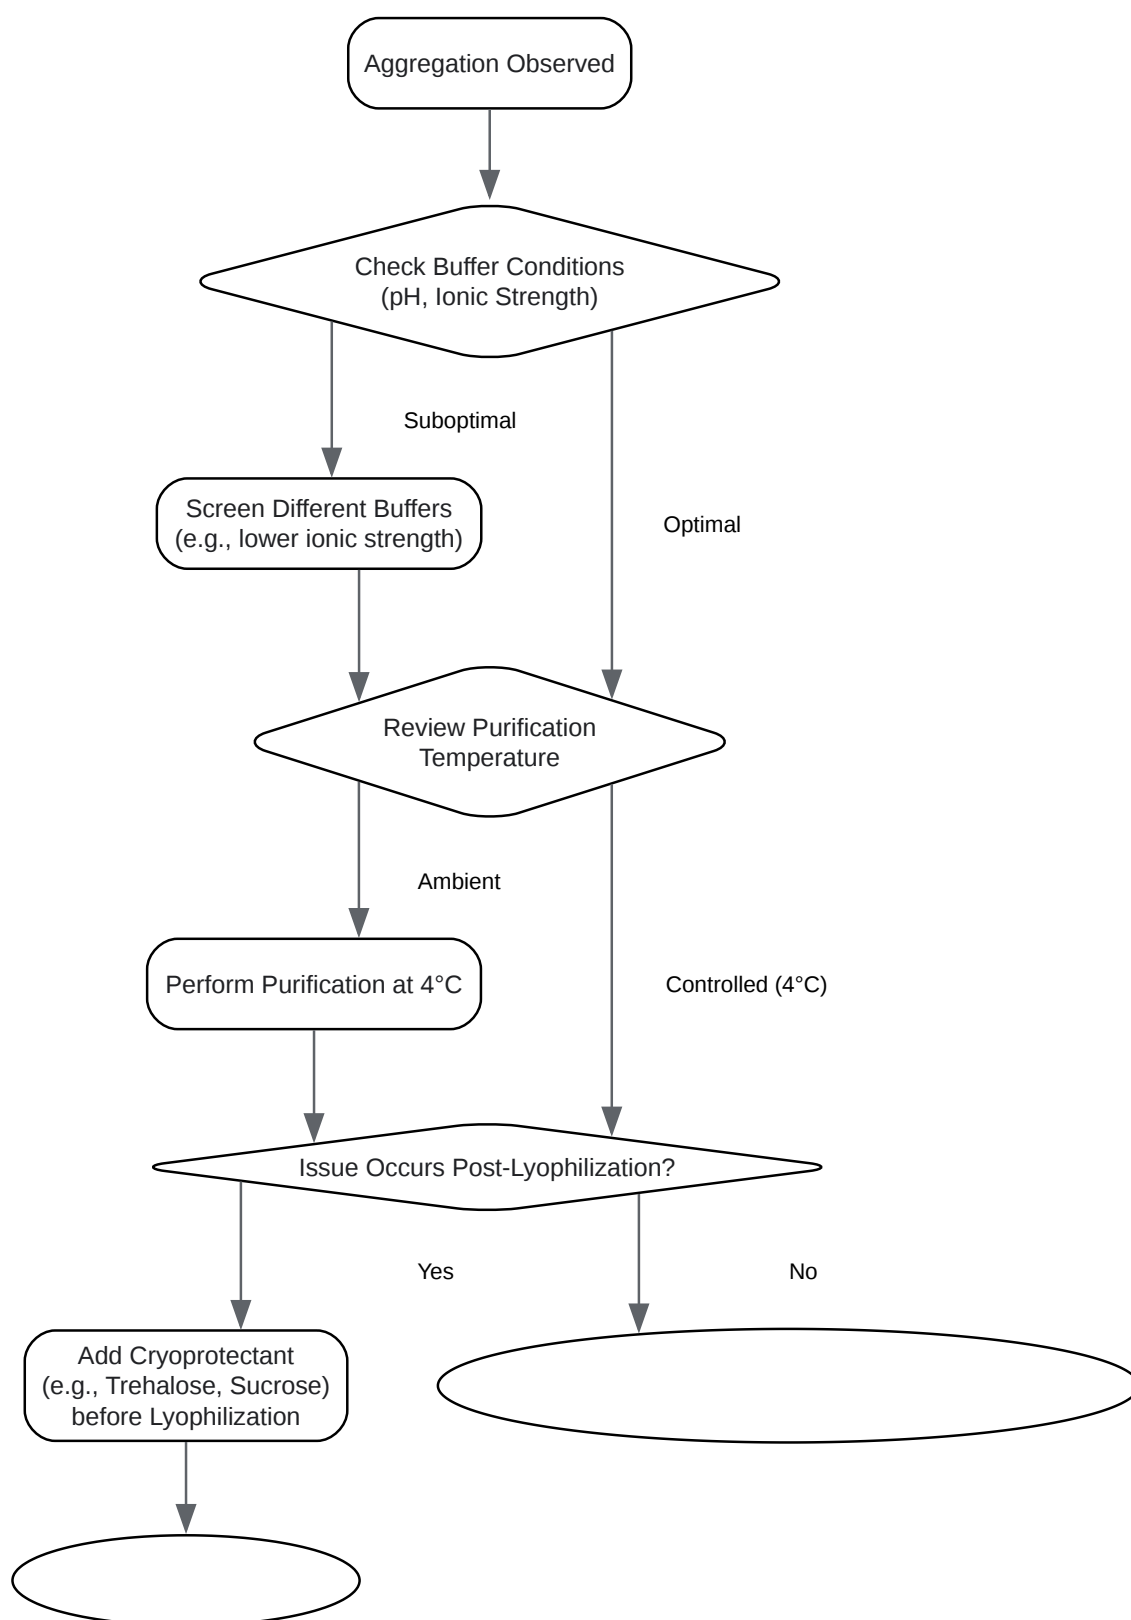 Aggregation Observed
Check Buffer Conditions
(pH, Ionic Strength)
Suboptimal
Screen Different Buffers
(e.g., lower ionic strength)
Optimal
Review Purification
Temperature
Ambient
Perform Purification at 4°C
Controlled (4°C)
Issue Occurs Post-Lyophilization?
Yes
No
Add Cryoprotectant
(e.g., Trehalose, Sucrose)
before Lyophilization